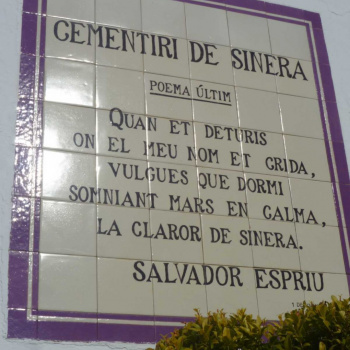 CEMENTIRI DE SINERA
POEMA ÚLTIM
QUAN ET DETURIS
ON EL MEU NOM ET CRIDA,
VULGUES QUE DORMI
SOMNIANT MARS EN CALMA,
LA CLAROR DE SINERA.
SALVADOR ESPRIU